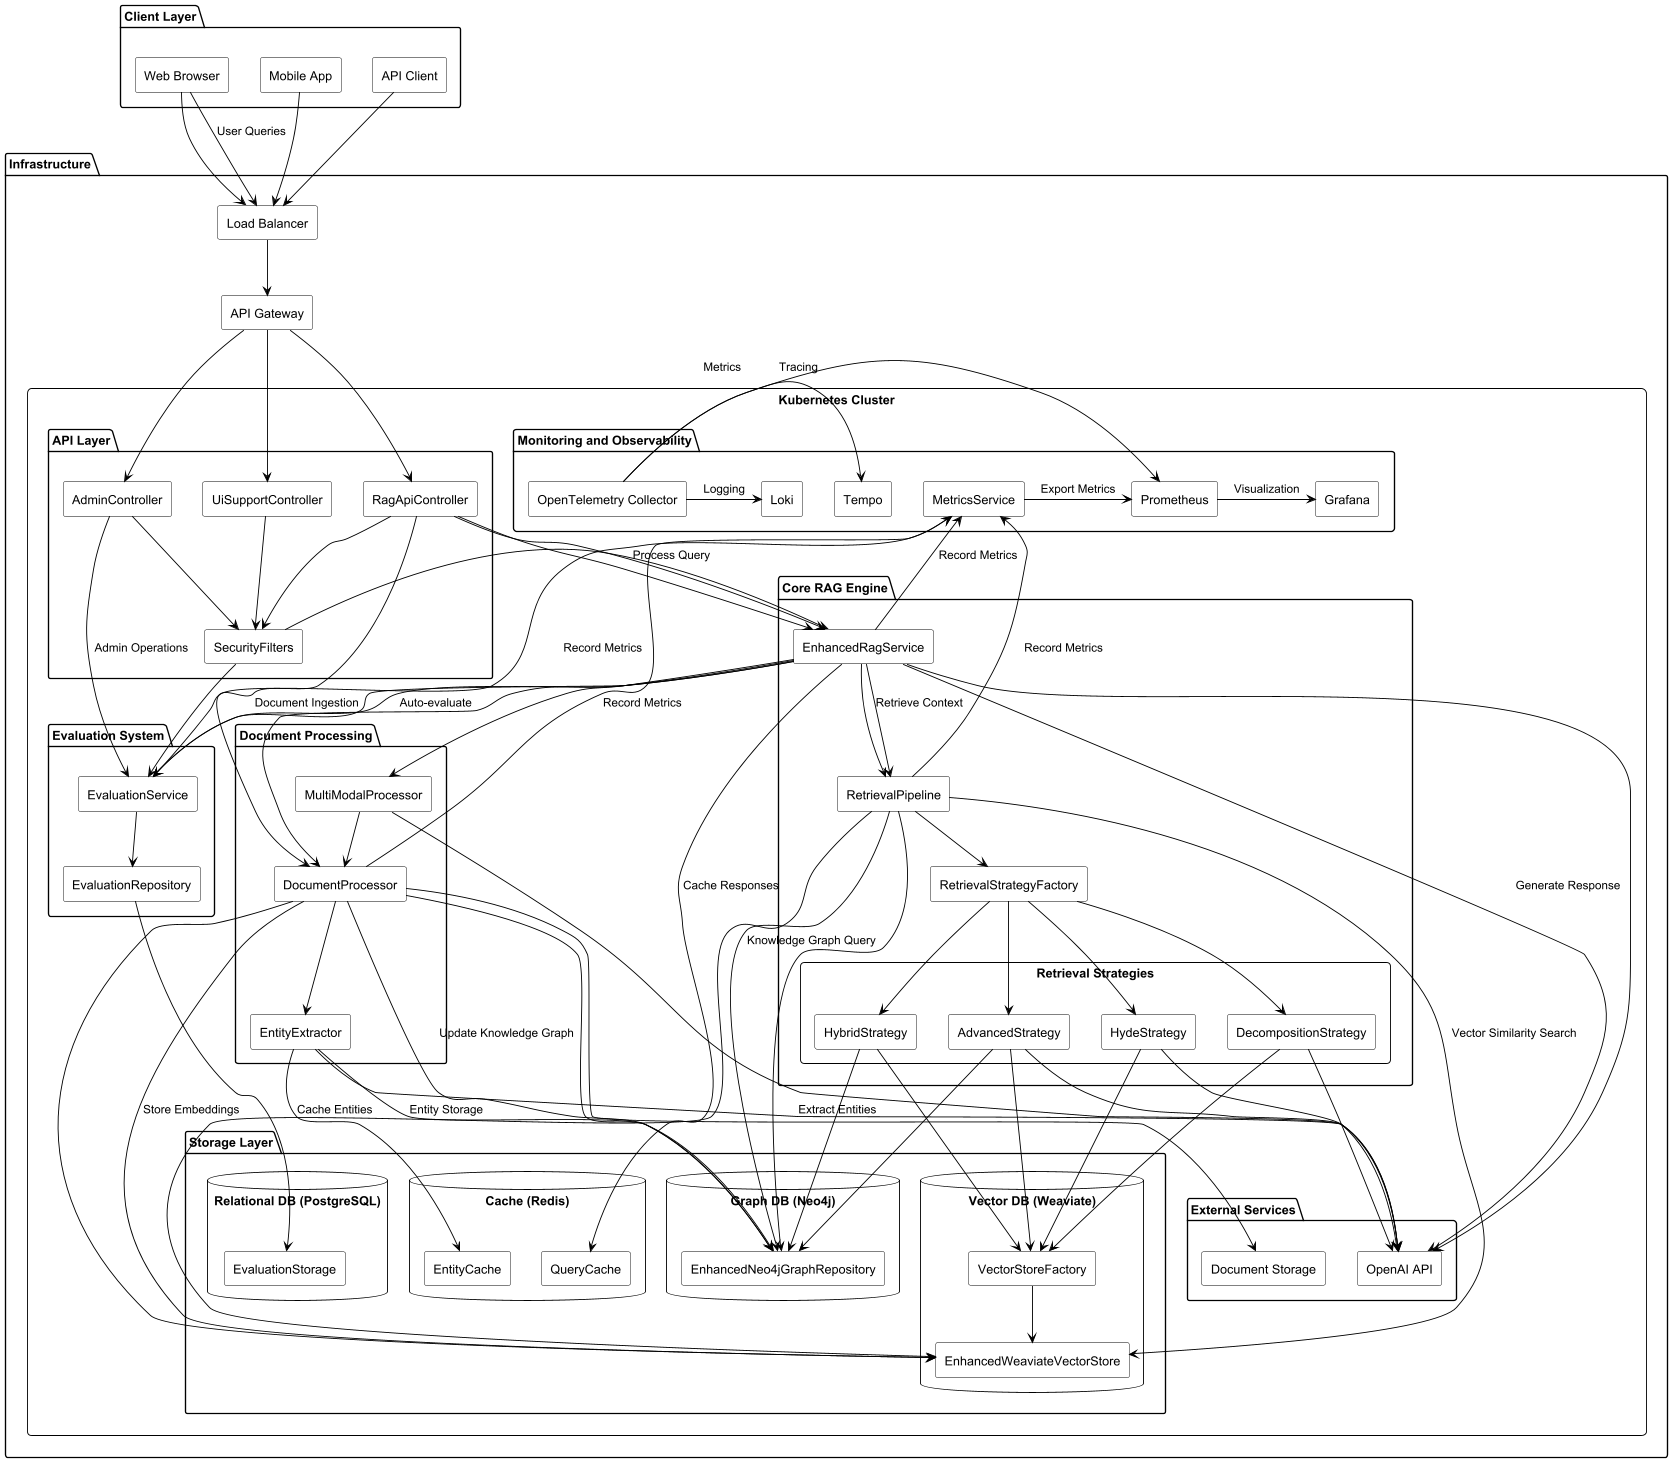 Client Layer
Web Browser
Mobile App
API Client
User Queries
Infrastructure
Load Balancer
API Gateway
Metrics
Tracing
Kubernetes Cluster
API Layer
Monitoring and Observability
AdminController
UiSupportController
RagApiController
OpenTelemetry Collector
Logging
Loki
Tempo
MetricsService
Export Metrics
Prometheus
Visualization
Grafana
Process Query
Record Metrics
Core RAG Engine
SecurityFilters
EnhancedRagService
Admin Operations
Record Metrics
Record Metrics
Document Ingestion
Auto-evaluate
Record Metrics
Retrieve Context
Evaluation System
Document Processing
EvaluationService
MultiModalProcessor
RetrievalPipeline
EvaluationRepository
DocumentProcessor
Cache Responses
RetrievalStrategyFactory
Generate Response
Knowledge Graph Query
Retrieval Strategies
EntityExtractor
Update Knowledge Graph
HybridStrategy
AdvancedStrategy
HydeStrategy
DecompositionStrategy
Vector Similarity Search
Store Embeddings
Cache Entities
Entity Storage
Extract Entities
Storage Layer
Relational DB (PostgreSQL)
Cache (Redis)
Graph DB (Neo4j)
Vector DB (Weaviate)
External Services
EvaluationStorage
EntityCache
QueryCache
EnhancedNeo4jGraphRepository
VectorStoreFactory
Document Storage
OpenAI API
EnhancedWeaviateVectorStore